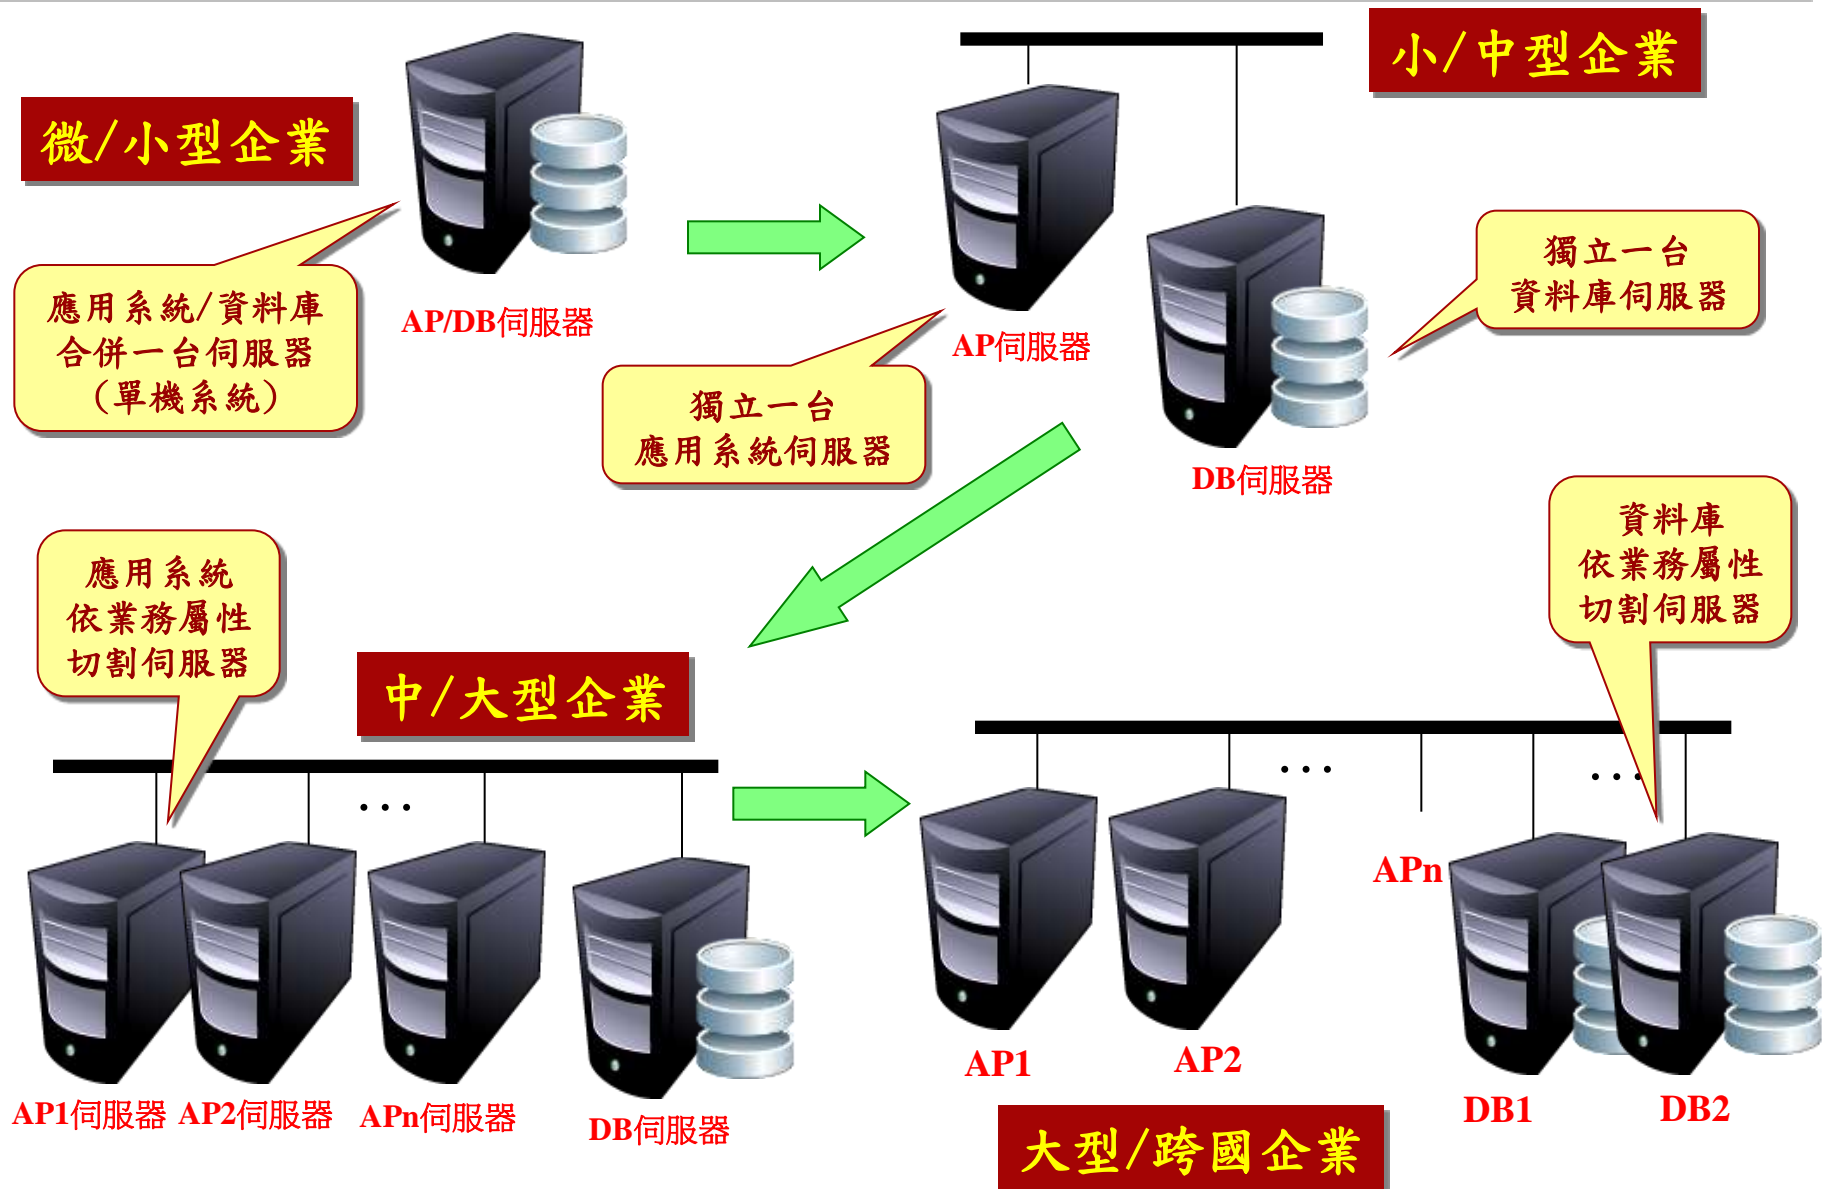 微/小型企業
應用系統/資料庫
合併一台伺服器
(單機系統)
AP/DB伺服器
小/中型企業
獨立一台
應用系統伺服器
AP伺服器
獨立一台
資料庫伺服器
DB伺服器
中/大型企業
應用系統
依業務屬性
切割伺服器
...
AP1伺服器
AP2伺服器
APn伺服器
DB伺服器
資料庫
依業務屬性
切割伺服器
...
...
AP1
AP2
APn
DB1
DB2
大型/跨國企業